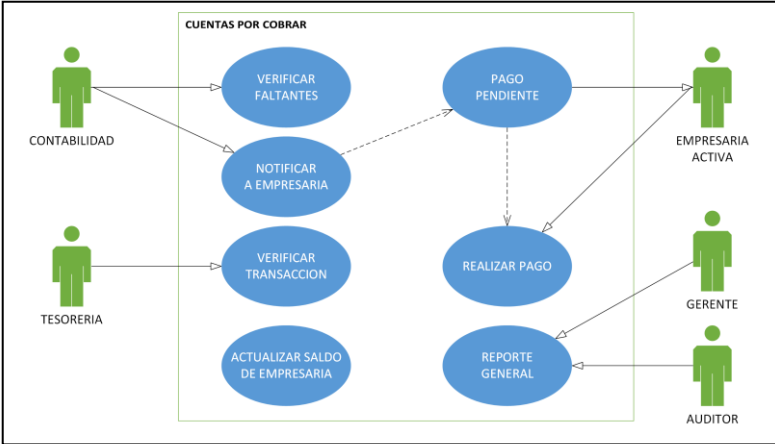 CUENTAS POR COBRAR
VERIFICAR
FALTANTES
PAGO
PENDIENTE
CONTABILIDAD
EMPRESARIA
ACTIVA
NOTIFICAR
A EMPRESARIA
VERIFICAR
TRANSACCION
REALIZAR PAGO
TESORERIA
GERENTE
ACTUALIZAR SALDO
DE EMPRESARIA
REPORTE
GENERAL
AUDITOR